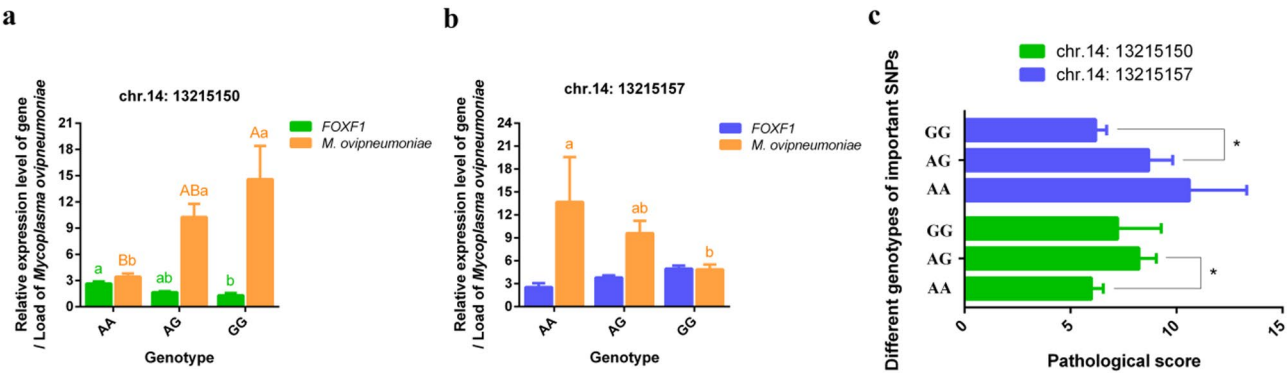 a
chr.14: 13215150
Relative expression level of gene
/ Load of Mycoplasma ovipneumoniae
21
18
15
12
9
6
3
0
a
Bb
ab
ABa
b
Aa
AA
AG
GG
Genotype
FOXF1
M. ovipneumoniae
b
chr.14: 13215157
Relative expression level of gene
/ Load of Mycoplasma ovipneumoniae
24
21
18
15
12
9
6
3
0
a
ab
b
AA
AG
GG
Genotype
FOXF1
M. ovipneumoniae
c
chr.14: 13215150
chr.14: 13215157
Different genotypes of important SNPs
GG
AG
AA
GG
AG
AA
*
*
0
5
10
15
Pathological score